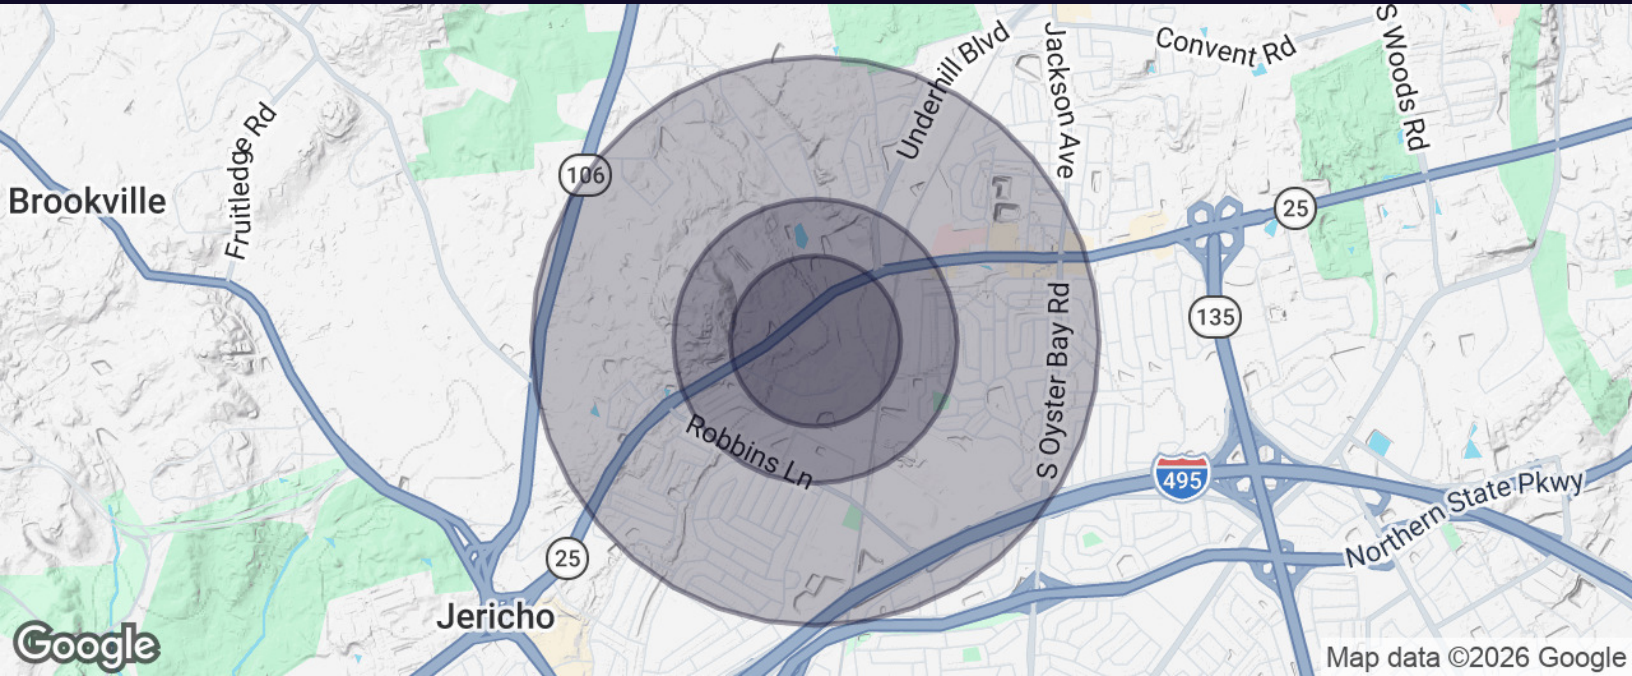 Convent Rd
S Woods Rd
Underhill Blvd
Jackson Ave
Fruitledge Rd
106
Brookville
25
135
S Oyster Bay Rd
Robbins Ln
495
Northern State Pkwy
25
Jericho
Google
Map data ©2026 Google